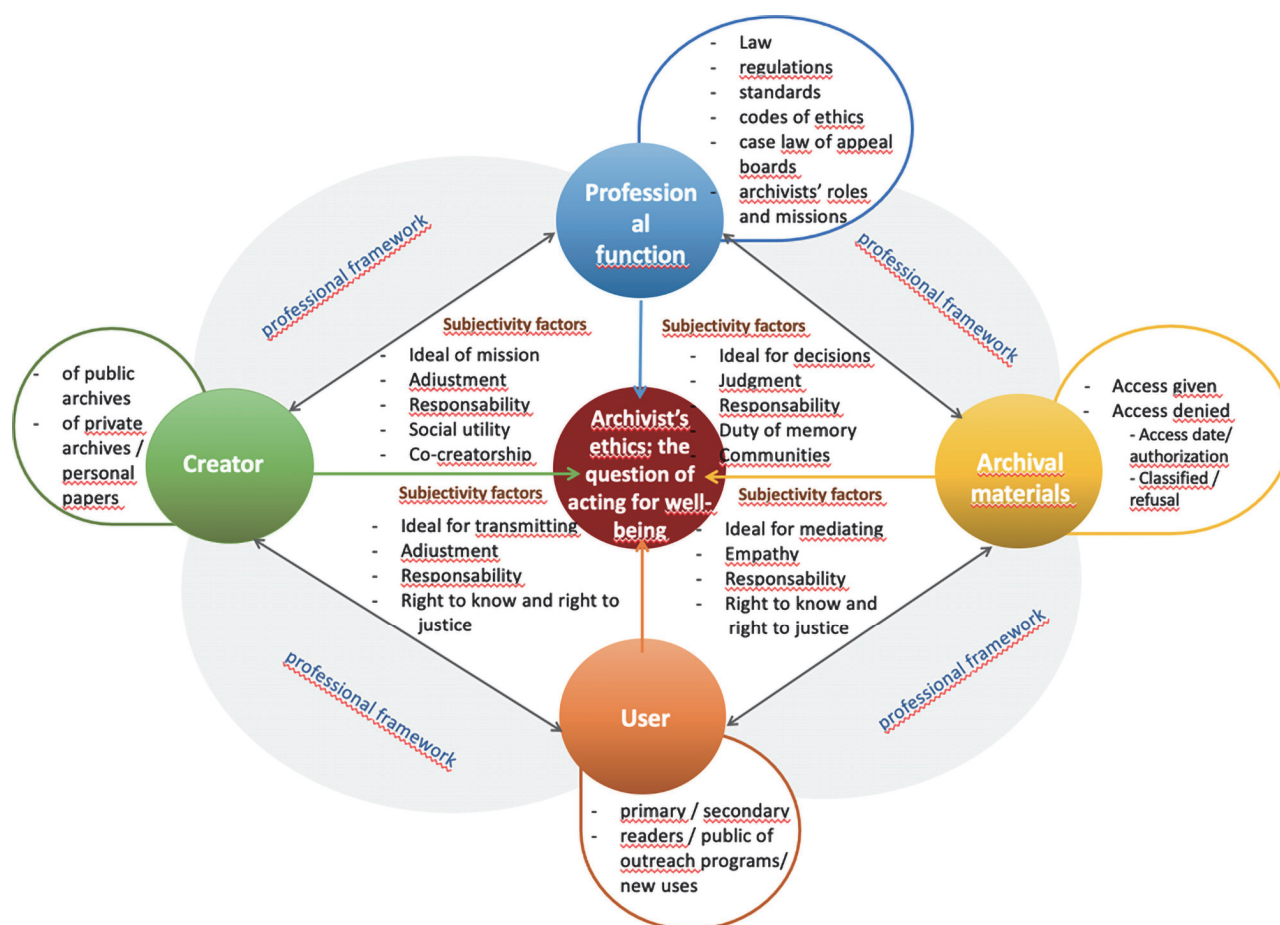 - Law
- regulations
- standards
- codes of ethics
- case law of appeal
boards
- archivists' roles
and missions
Profession
al
function
professional framework
professional framework
Subjectivity factors
- Ideal of mission
- Adjustment
- Responsability
- Social utility
- Co-creatorship
Subjectivity factors
- Ideal for decisions
- Judgment
- Responsability
- Duty of memory
- Communities
- of public
archives
- of private
archives /
personal
papers
Creator
Archivist's
ethics: the
question of
acting for well-
being
Archival
materials
- Access given
- Access denied
- Access date/
authorization
- Classified /
refusal
Subjectivity factors
- Ideal for transmitting
- Adjustment
- Responsability
- Right to know and right to
justice
Subjectivity factors
- Ideal for mediating
- Empathy
- Responsability
- Right to know and
right to justice
professional framework
professional framework
User
- primary / secondary
- readers / public of
outreach programs/
new uses